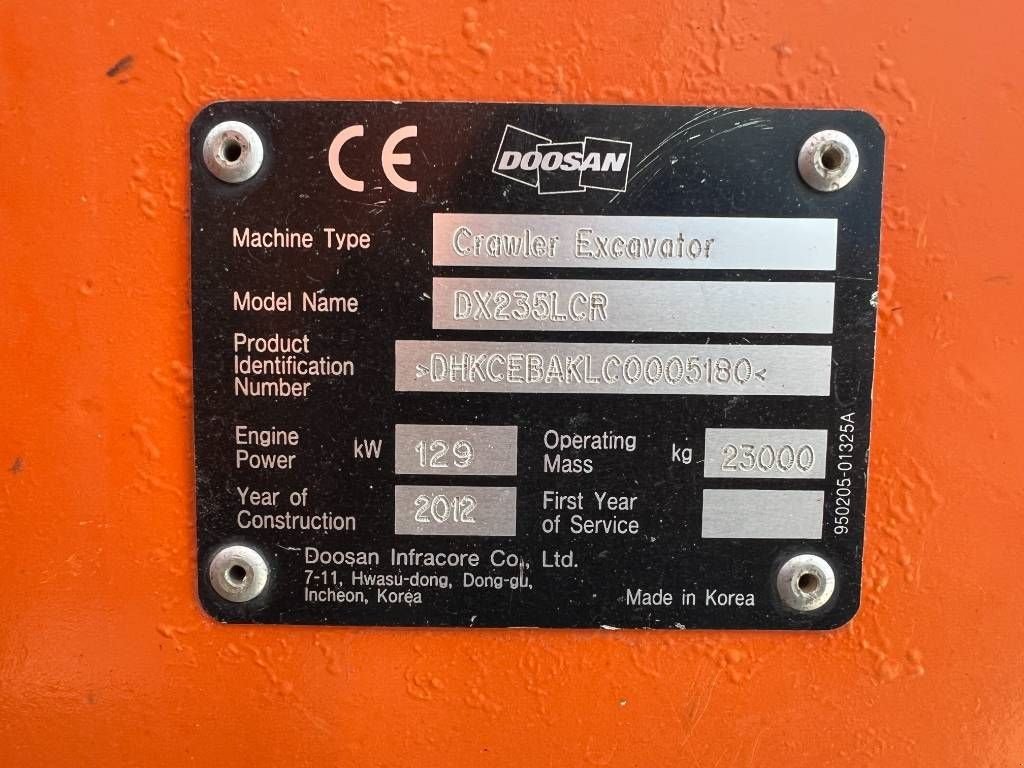 CE DOOSAN
Machine Type Crawler Excavator
Model Name DX235LCR
Product
Identification
Number >DHKCEBAKLC0005180<
Engine
Power kW 129 Operating
Mass kg 23000
Year of
Construction 2012 First Year
of Service
Doosan Infracore Co., Ltd.
7-11, Hwasu-dong, Dong-gu,
Incheon, Korea
Made in Korea
950205-01325A